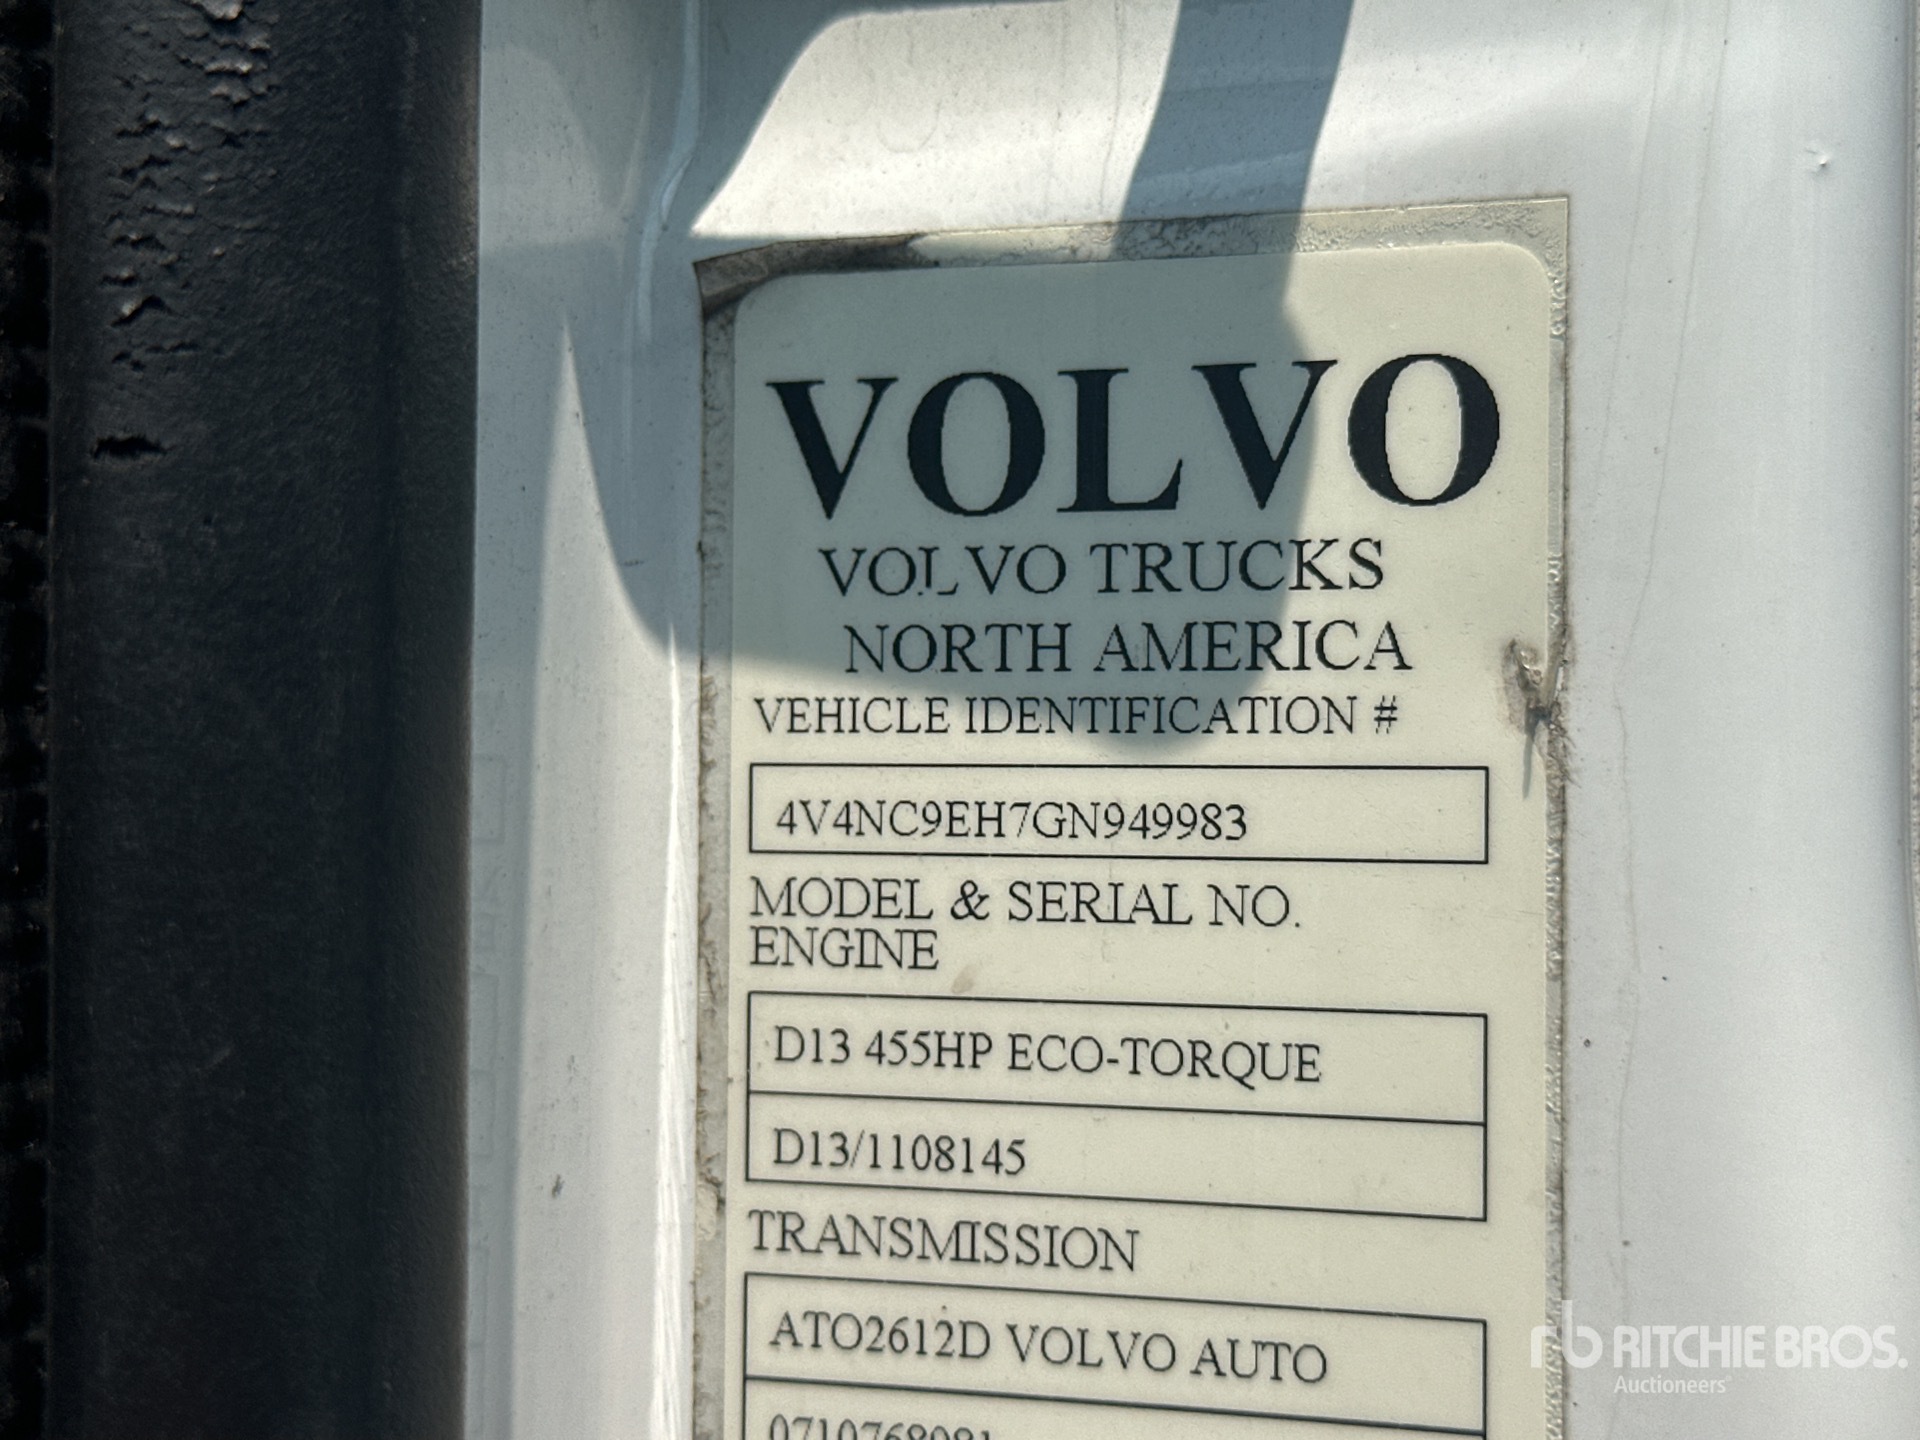 VOLVO
VOLVO TRUCKS
NORTH AMERICA
VEHICLE IDENTIFICATION #
4V4NC9EH7GN949983
MODEL & SERIAL NO.
ENGINE
D13 455HP ECO-TORQUE
D13/1108145
TRANSMISSION
ATO2612D VOLVO AUTO
rb RITCHIE BROS.
Auctioneers